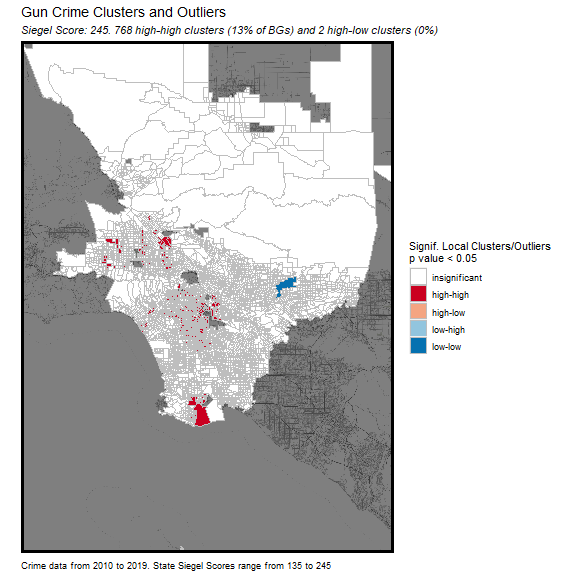 Gun Crime Clusters and Outliers
Siegel Score: 245. 768 high-high clusters (13% of BGs) and 2 high-low clusters (0%)
Signif. Local Clusters/Outliers
p value < 0.05
insignificant
high-high
high-low
low-high
low-low
Crime data from 2010 to 2019. State Siegel Scores range from 135 to 245